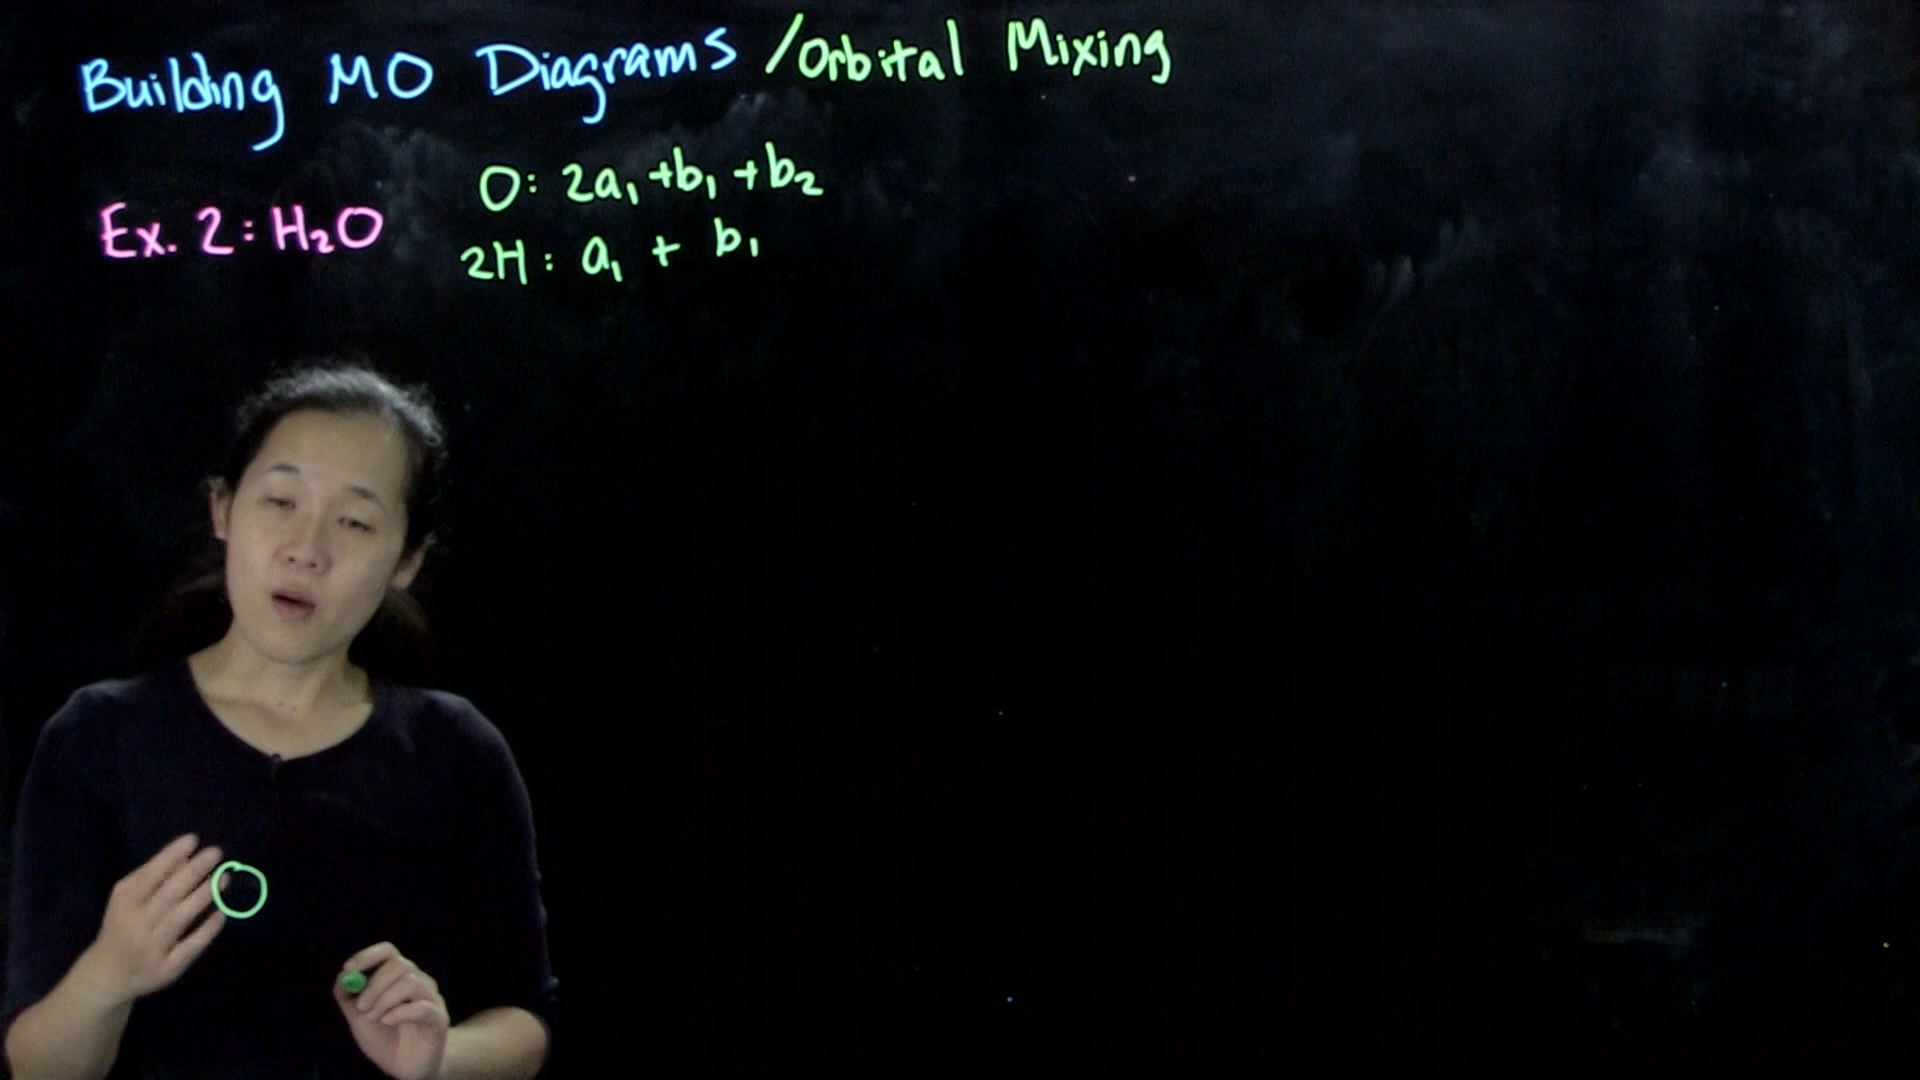 Building MO Diagrams / Orbital Mixing
Ex. 2: H₂O
O: 2a₁ + b₁ + b₂
2H: a₁ + b₁